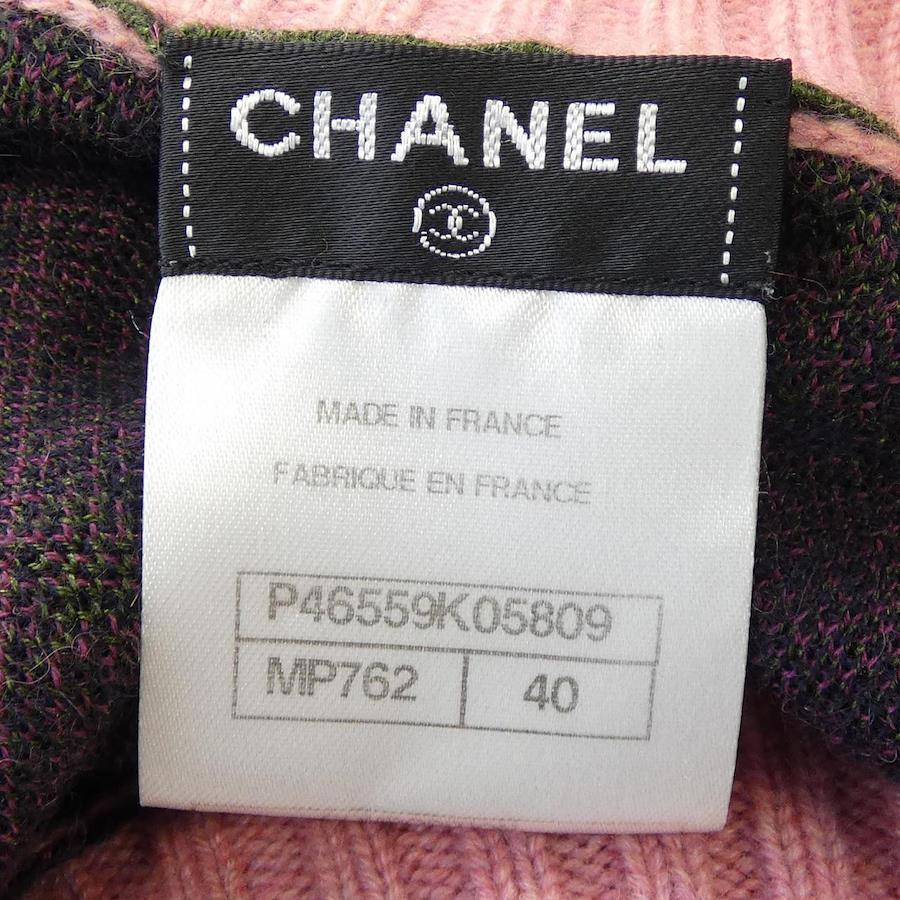 CHANEL
MADE IN FRANCE
FABRIQUE EN FRANCE
P46559K05809
MP762 40